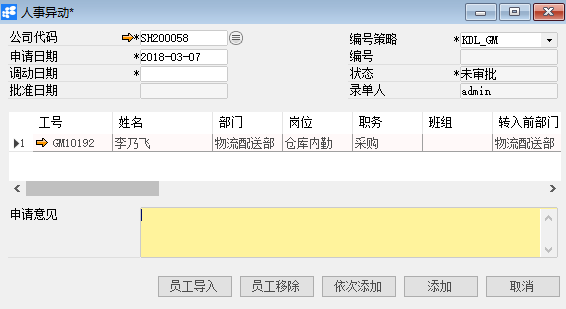 人事异动*
公司代码 *SH200058 编号策略 *KDL_GM
申请日期 *2018-03-07 编号
调动日期 * 状态 *未审批
批准日期 录单人 admin
工号 姓名 部门 岗位 职务 班组 转入前部门
1 GM10192 李乃飞 物流配送部 仓库内勤 采购 物流配送部
申请意见
员工导入 员工移除 依次添加 添加 取消